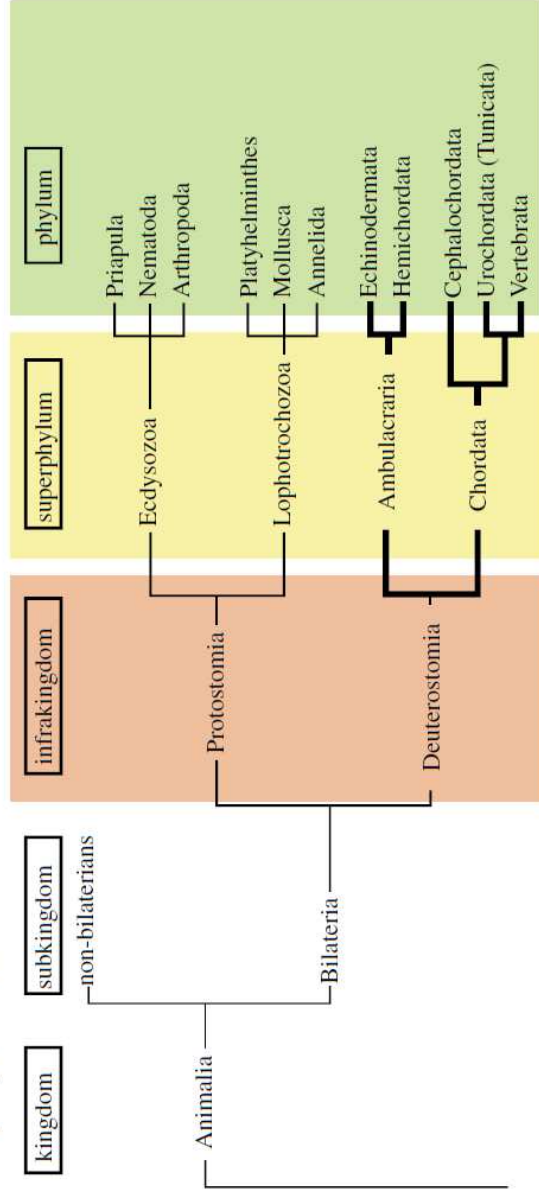 kingdom
subkingdom
infrakingdom
superphylum
phylum
non-bilaterians
Priapula
Nematoda
Ecdysozoa
Arthropoda
Protostomia
Animalia
Platyhelminthes
Lophotrochozoa
Mollusca
Annelida
Bilateria
Echinodermata
Ambulacraria
Hemichordata
Deuterostomia
Cephalochordata
Chordata
Urochordata (Tunicata)
Vertebrata